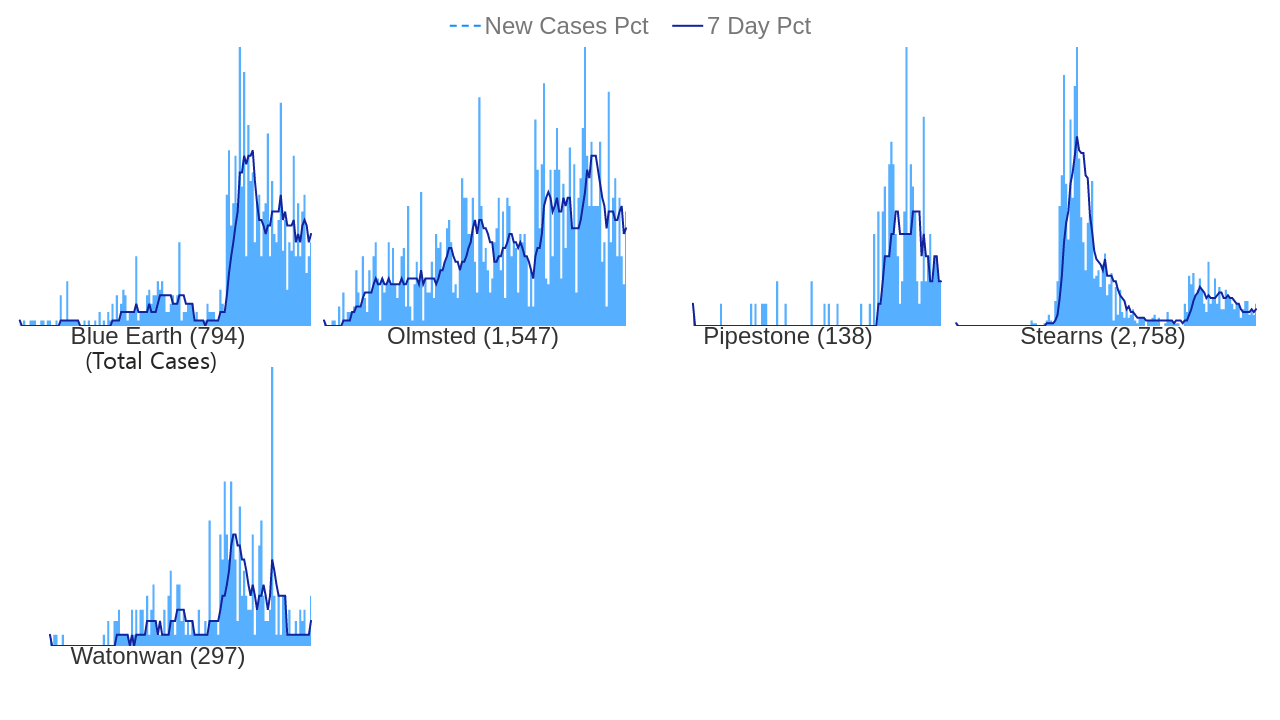 New Cases Pct 7 Day Pct
Blue Earth (794) Olmsted (1,547) Pipestone (138) Stearns (2,758)
(Total Cases)
Watonwan (297)